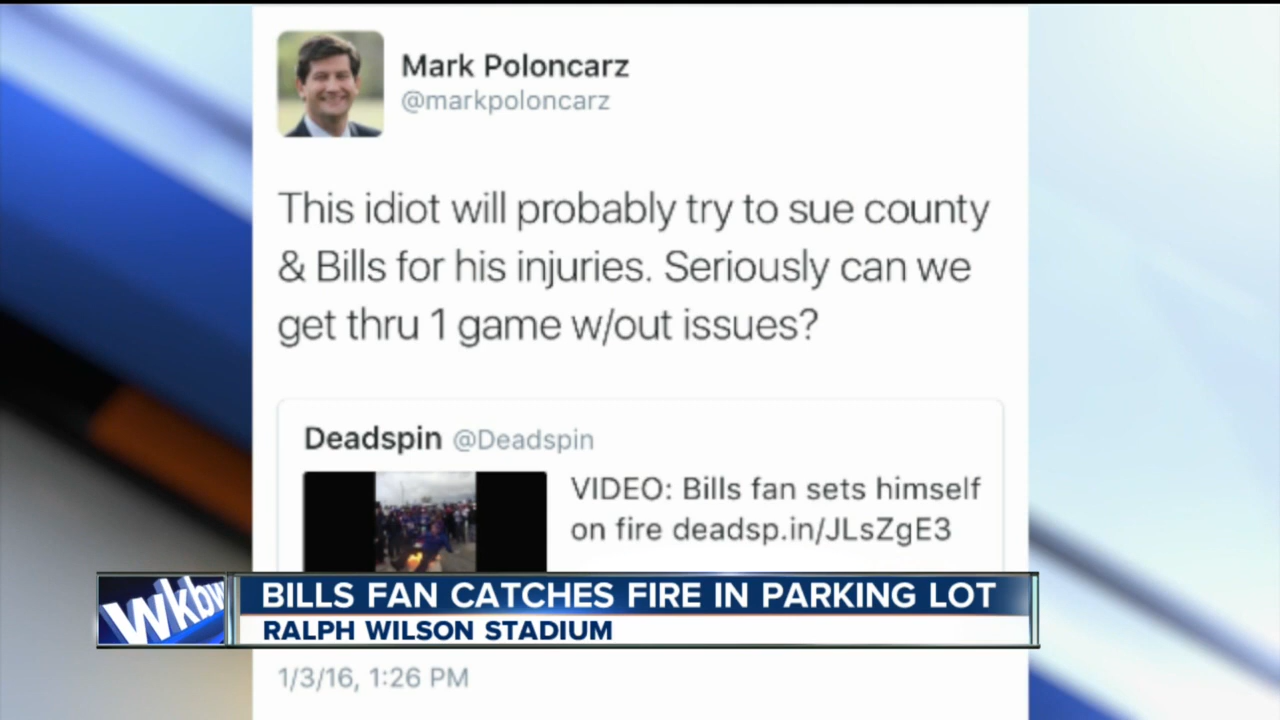 Mark Poloncarz
@markpoloncarz
This idiot will probably try to sue county
& Bills for his injuries. Seriously can we
get thru 1 game w/out issues?
Deadspin @Deadspin
VIDEO: Bills fan sets himself
on fire deadsp.in/JLsZgE3
wkbw
BILLS FAN CATCHES FIRE IN PARKING LOT
RALPH WILSON STADIUM
1/3/16, 1:26 PM